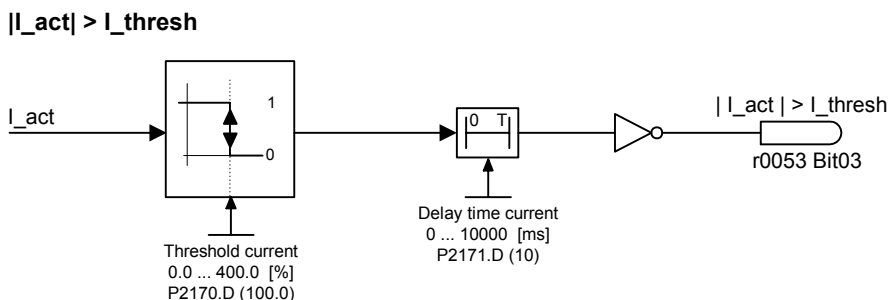 |I_act| > I_thresh
I_act
1
0
0 T
| I_act | > I_thresh
r0053 Bit03
Threshold current
0.0 ... 400.0 [%]
P2170.D (100.0)
Delay time current
0 ... 10000 [ms]
P2171.D (10)